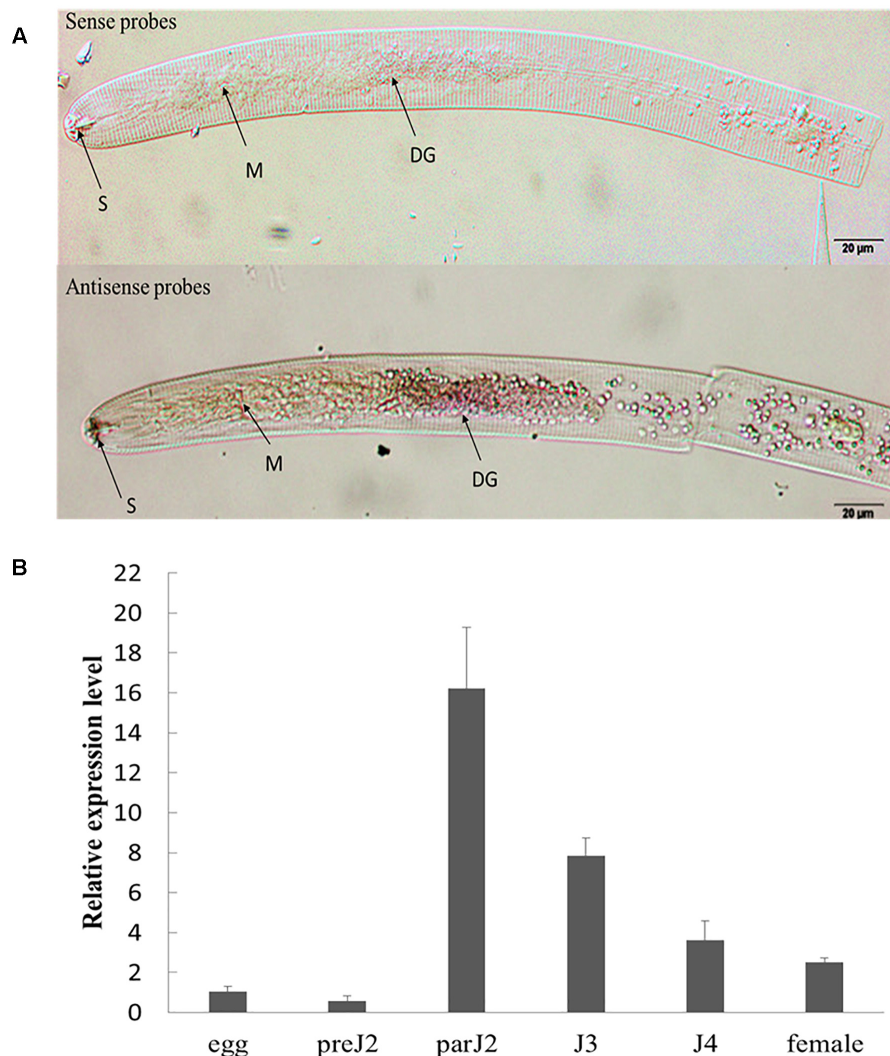 A
Sense probes
S
M
DG
20 µm
Antisense probes
S
M
DG
20 µm
B
Relative expression level
22
20
18
16
14
12
10
8
6
4
2
0
egg preJ2 parJ2 J3 J4 female